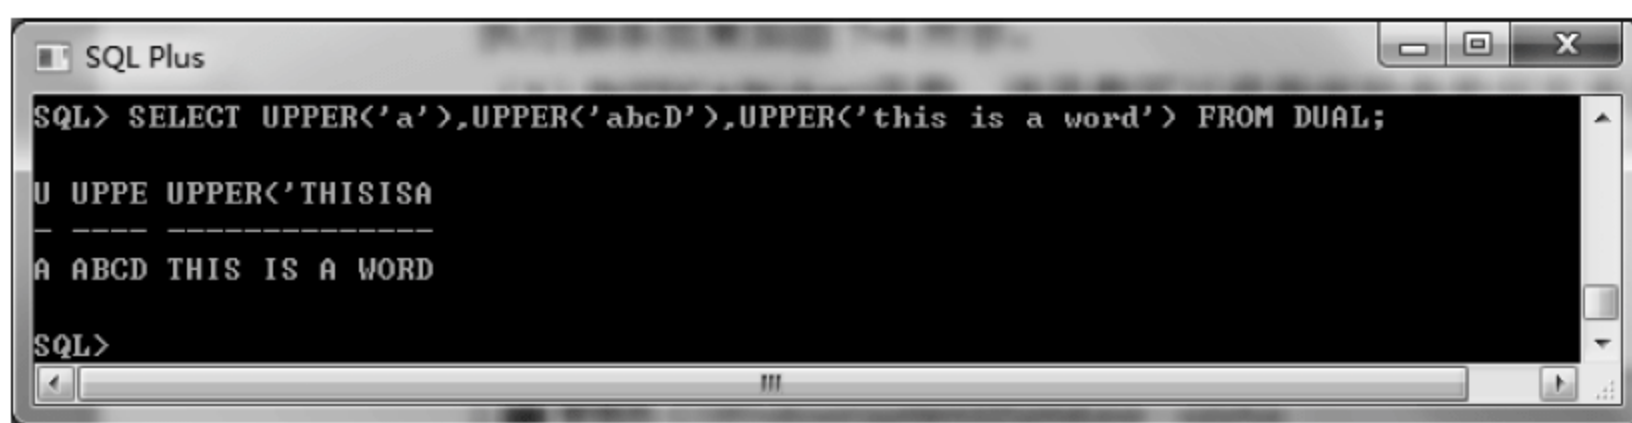 SQL Plus
SQL> SELECT UPPER('a'),UPPER('abcD'),UPPER('this is a word') FROM DUAL;
U UPPE UPPER('THISISA
- ---- --------------
A ABCD THIS IS A WORD
SQL>